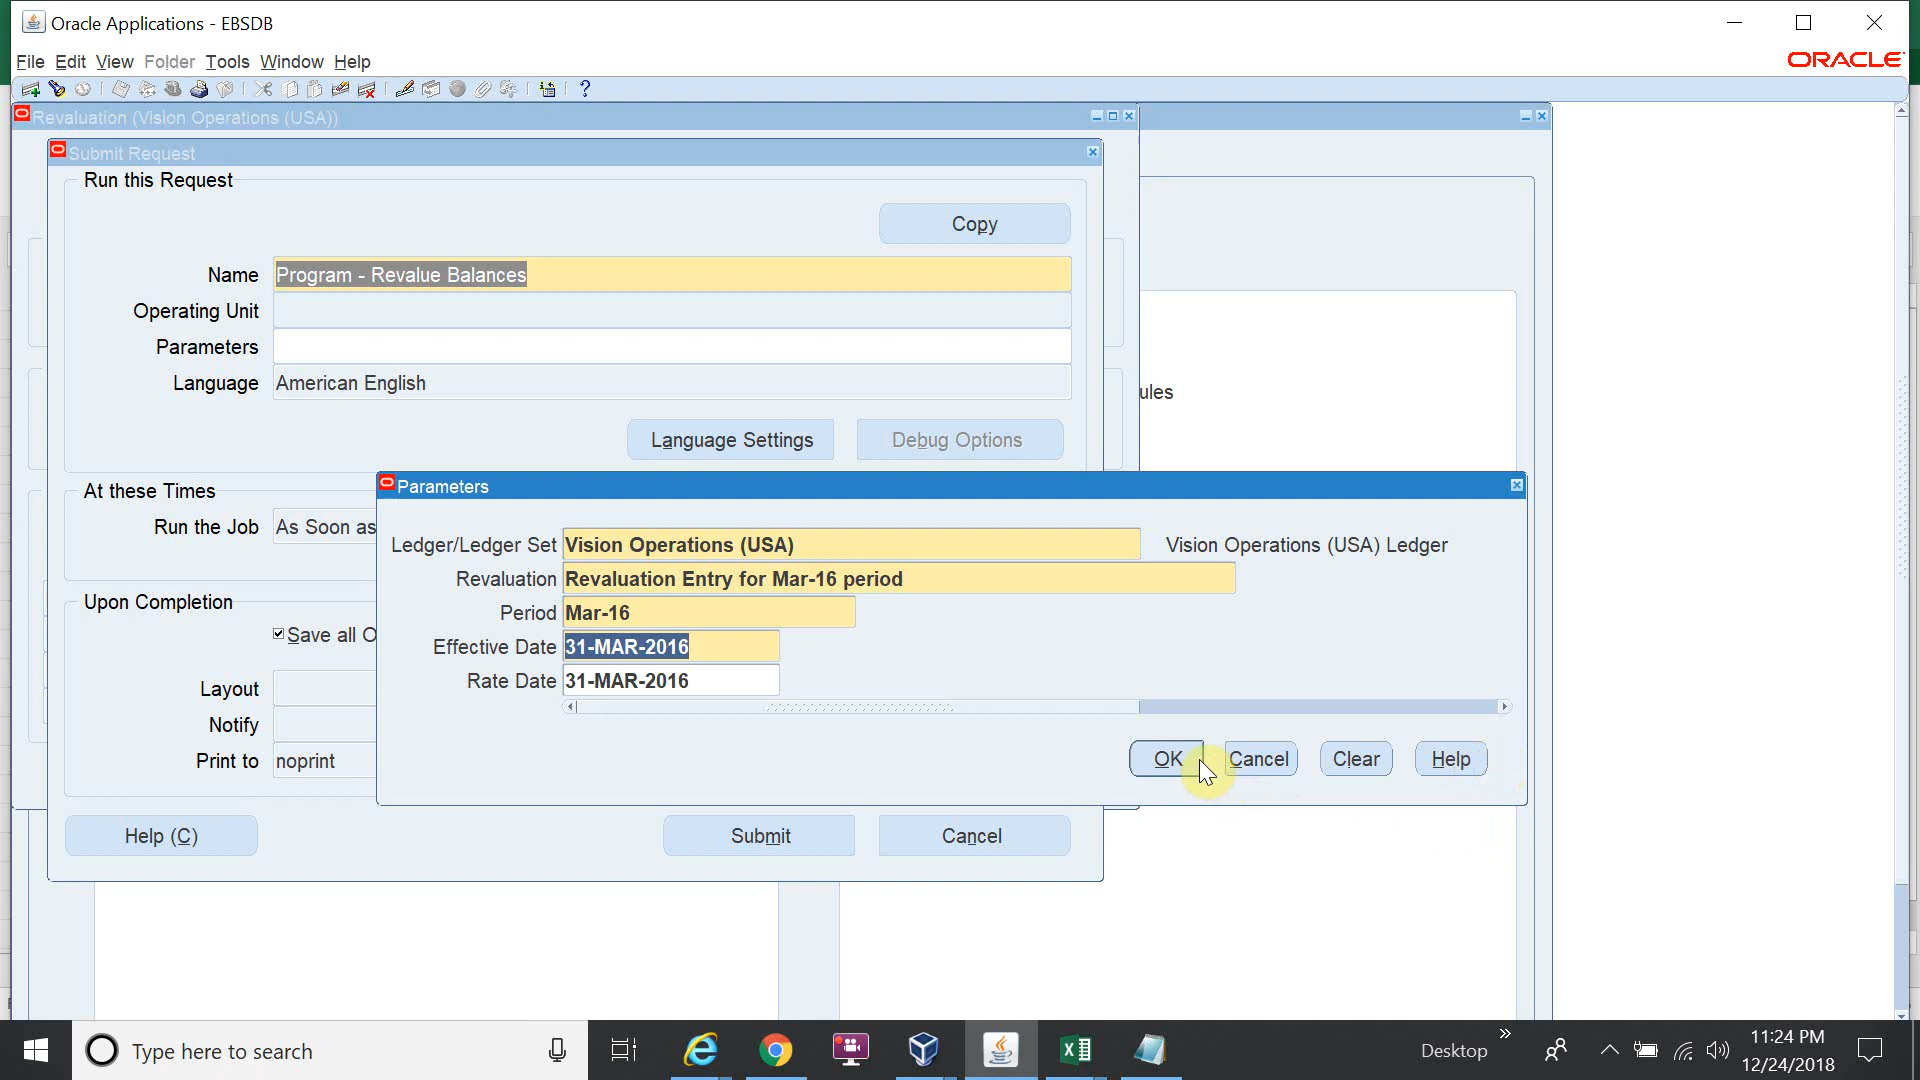 Oracle Applications - EBSDB
File Edit View Folder Tools Window Help
ORACLE
Revaluation (Vision Operations (USA))
Submit Request
Run this Request
Copy
Name Program - Revalue Balances
Operating Unit
Parameters
Language American English
ules
Language Settings Debug Options
Parameters
At these Times
Run the Job As Soon as
Ledger/Ledger Set Vision Operations (USA) Vision Operations (USA) Ledger
Revaluation Revaluation Entry for Mar-16 period
Upon Completion
Period Mar-16
Save all O
Effective Date 31-MAR-2016
Rate Date 31-MAR-2016
Layout
Notify
Print to noprint
OK Cancel Clear Help
Help (C) Submit Cancel
Type here to search
Desktop
11:24 PM
12/24/2018